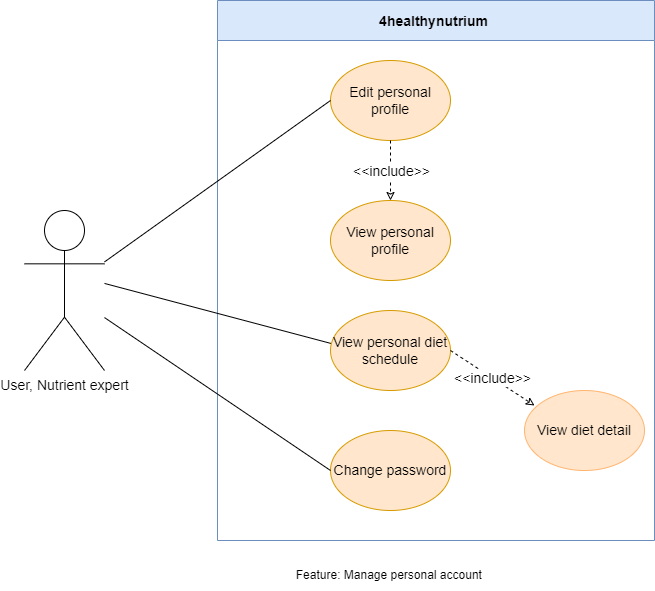 4healthynutrium
Edit personal
profile
<<include>>
View personal
profile
View personal diet
schedule
<<include>>
User, Nutrient expert
View diet detail
Change password
Feature: Manage personal account